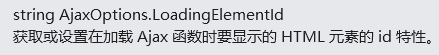 string AjaxOptions.LoadingElementId
获取或设置在加载 Ajax 函数时要显示的 HTML 元素的 id 特性。